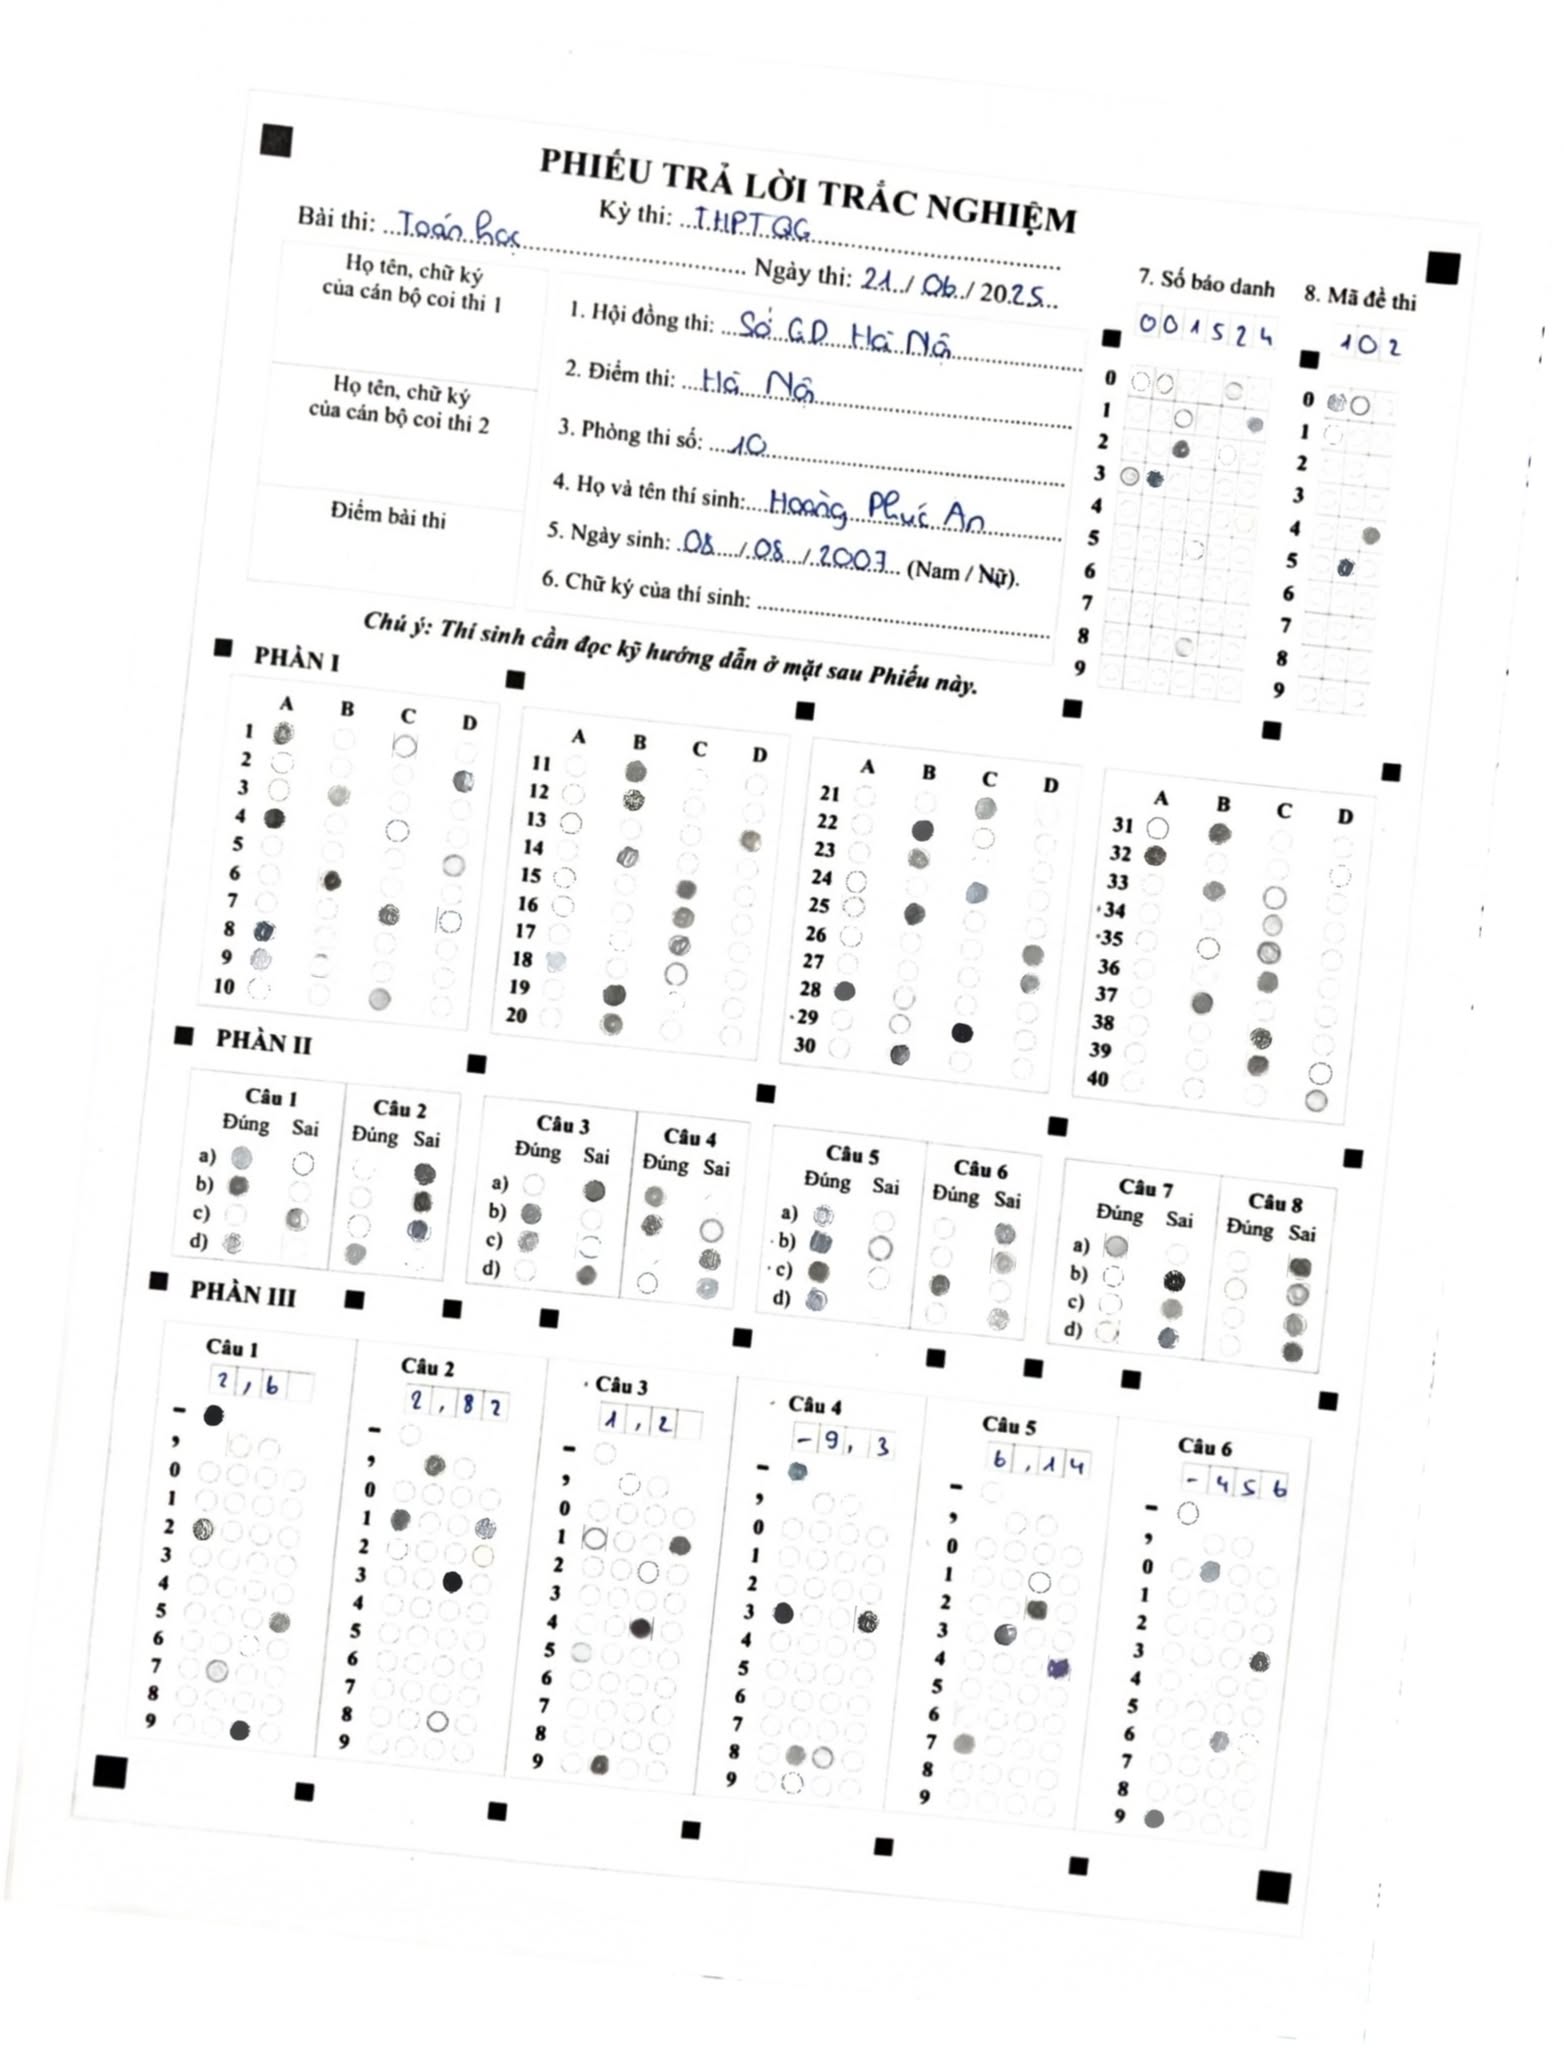 PHIẾU TRẢ LỜI TRẮC NGHIỆM
Kỳ thi: ...THPTQG
Bài thi: ...Toán học... Ngày thi: 21../ 06../ 20.25...
Họ tên, chữ ký
của cán bộ coi thi 1
Họ tên, chữ ký
của cán bộ coi thi 2
Điểm bài thi
1. Hội đồng thi: ...Sở GD Hà Nội
2. Điểm thi: ...Hà Nội
3. Phòng thi số: ...10
4. Họ và tên thí sinh:...Hoàng Phúc An
5. Ngày sinh: 08.../.08.../.2007... (Nam / Nữ).
6. Chữ ký của thí sinh: ...
7. Số báo danh
001524
0
1
2
3
4
5
6
7
8
9
8. Mã đề thi
102
0
1
2
3
4
5
6
7
8
9
Chú ý: Thí sinh cần đọc kỹ hướng dẫn ở mặt sau Phiếu này.
PHẦN I
A B C D
1
2
3
4
5
6
7
8
9
10
A B C D
11
12
13
14
15
16
17
18
19
20
A B C D
21
22
23
24
25
26
27
28
29
30
A B C D
31
32
33
34
35
36
37
38
39
40
PHẦN II
Câu 1 Câu 2
Đúng Sai Đúng Sai
a)
b)
c)
d)
Câu 3 Câu 4
Đúng Sai Đúng Sai
a)
b)
c)
d)
Câu 5 Câu 6
Đúng Sai Đúng Sai
a)
b)
c)
d)
Câu 7 Câu 8
Đúng Sai Đúng Sai
a)
b)
c)
d)
PHẦN III
Câu 1
2,6
-
,
0
1
2
3
4
5
6
7
8
9
Câu 2
2,82
-
,
0
1
2
3
4
5
6
7
8
9
Câu 3
1,2
-
,
0
1
2
3
4
5
6
7
8
9
Câu 4
-9,3
-
,
0
1
2
3
4
5
6
7
8
9
Câu 5
6,14
-
,
0
1
2
3
4
5
6
7
8
9
Câu 6
-456
-
,
0
1
2
3
4
5
6
7
8
9